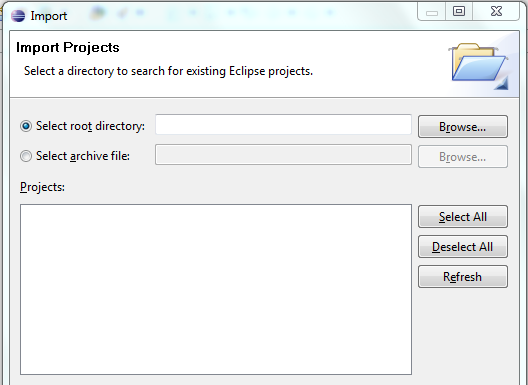 Import
Import Projects
Select a directory to search for existing Eclipse projects.
Select root directory:
Browse...
Select archive file:
Browse...
Projects:
Select All
Deselect All
Refresh